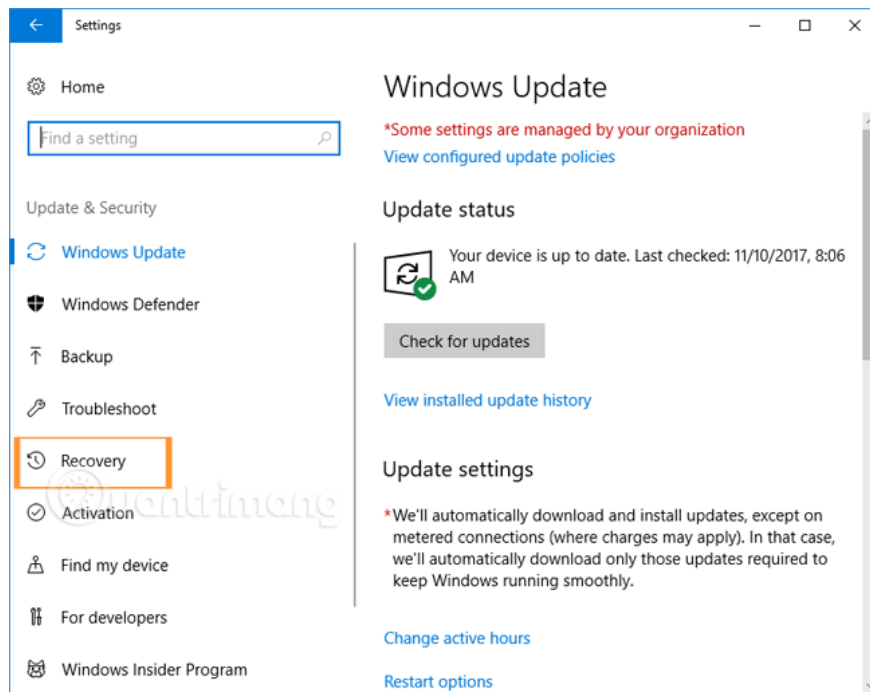 Settings
Home
Find a setting
Update & Security
Windows Update
Windows Defender
Backup
Troubleshoot
Recovery
Activation
Find my device
For developers
Windows Insider Program
Windows Update
*Some settings are managed by your organization
View configured update policies
Update status
Your device is up to date. Last checked: 11/10/2017, 8:06
AM
Check for updates
View installed update history
Update settings
*We'll automatically download and install updates, except on
metered connections (where charges may apply). In that case,
we'll automatically download only those updates required to
keep Windows running smoothly.
Change active hours
Restart options
Quantrimang